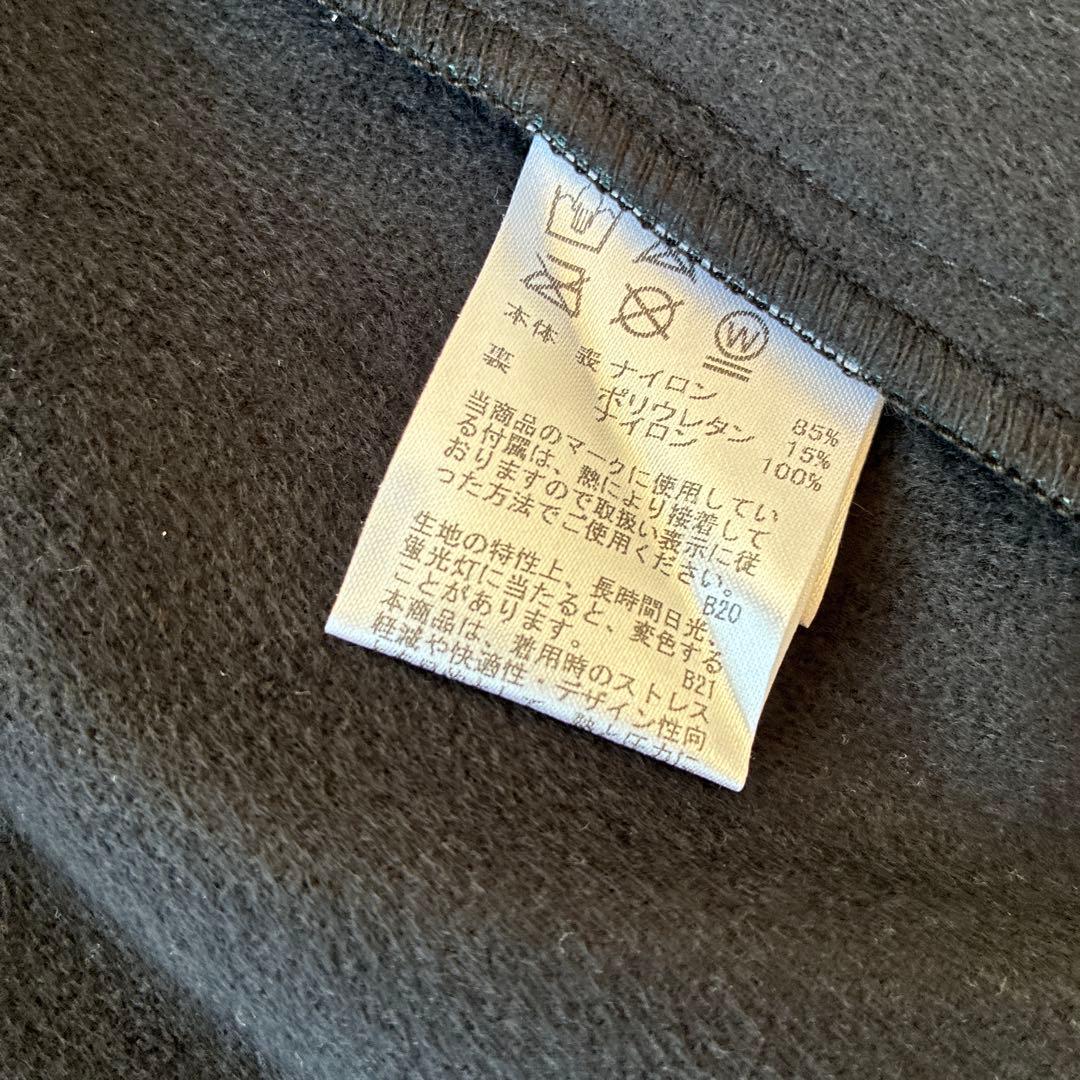 W
本体 表 ナイロン 85%
ポリウレタン 15%
裏 ナイロン 100%
当商品のマークに使用してい
る付属は、熱により接着して
おりますので取扱い表示に従
った方法でご使用ください。
B20
生地の特性上、長時間日光、
蛍光灯に当たると、変色する
ことがあります。 B21
本商品は、着用時のストレス
軽減や快適性・デザイン性向